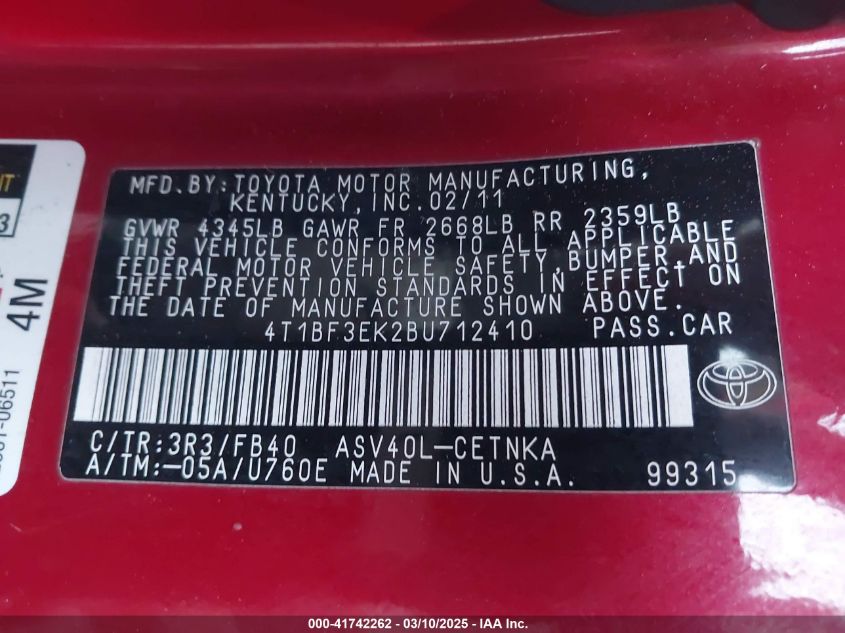 MFD. BY: TOYOTA MOTOR MANUFACTURING,
KENTUCKY, INC. 02/11
GVWR 4345LB GAWR FR 2668LB RR 2359LB
THIS VEHICLE CONFORMS TO ALL APPLICABLE
FEDERAL MOTOR VEHICLE SAFETY, BUMPER, AND
THEFT PREVENTION STANDARDS IN EFFECT ON
THE DATE OF MANUFACTURE SHOWN ABOVE.
4T1BF3EK2BU712410 PASS. CAR
C/TR: 3R3/FB40 ASV40L-CETNKA
A/TM: -05A/U760E MADE IN U.S.A. 99315
4M
06511
000-41742262 - 03/10/2025 - IAA Inc.